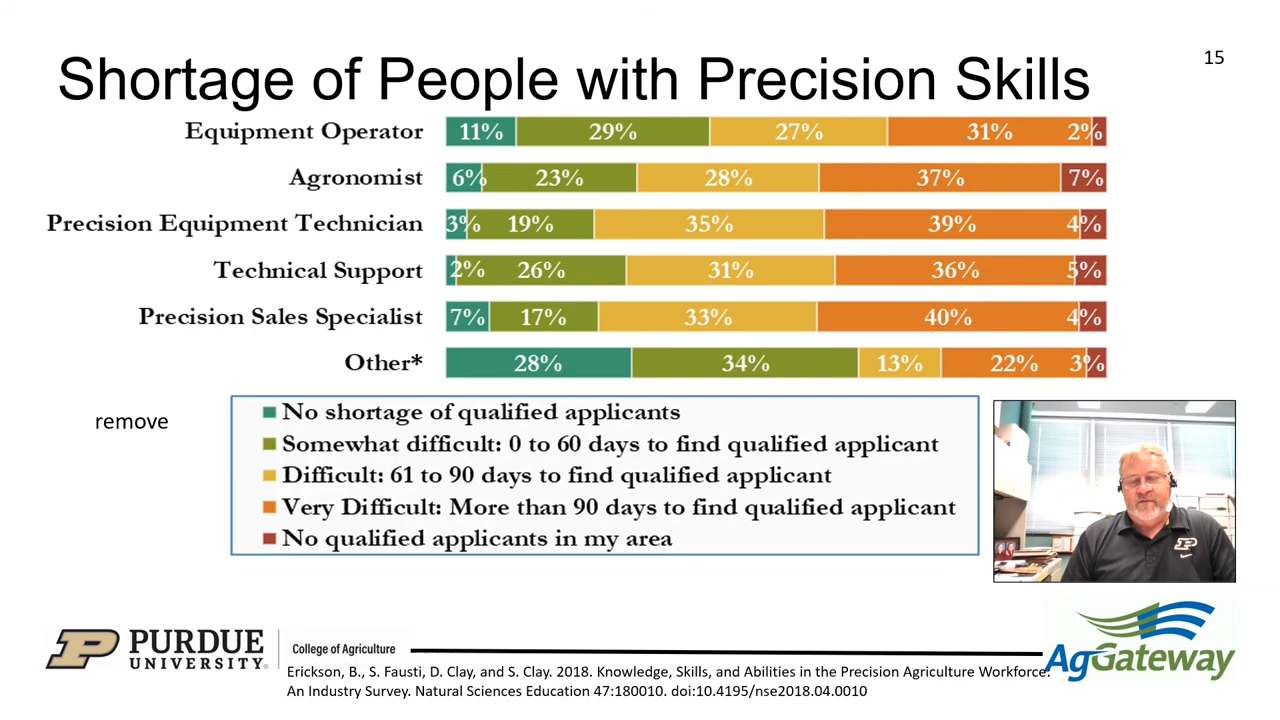 15
Shortage of People with Precision Skills
Equipment Operator 11% 29% 27% 31% 2%
Agronomist 6% 23% 28% 37% 7%
Precision Equipment Technician 3% 19% 35% 39% 4%
Technical Support 2% 26% 31% 36% 5%
Precision Sales Specialist 7% 17% 33% 40% 4%
Other* 28% 34% 13% 22% 3%
remove
No shortage of qualified applicants
Somewhat difficult: 0 to 60 days to find qualified applicant
Difficult: 61 to 90 days to find qualified applicant
Very Difficult: More than 90 days to find qualified applicant
No qualified applicants in my area
P
P PURDUE
UNIVERSITY®
College of Agriculture
AgGateway
Erickson, B., S. Fausti, D. Clay, and S. Clay. 2018. Knowledge, Skills, and Abilities in the Precision Agriculture Workforce:
An Industry Survey. Natural Sciences Education 47:180010. doi:10.4195/nse2018.04.0010